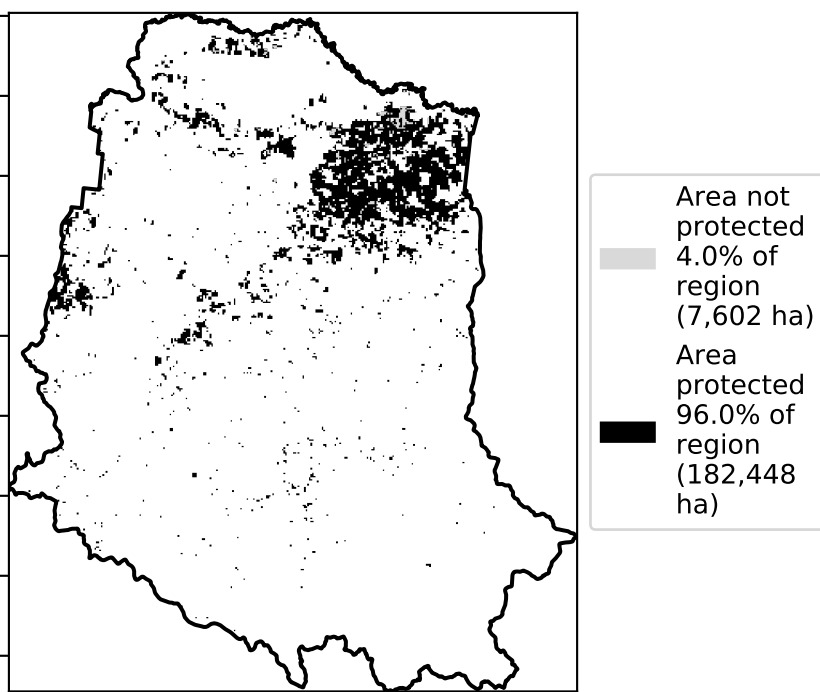 Area not
protected
4.0% of
region
(7,602 ha)
Area
protected
96.0% of
region
(182,448
ha)